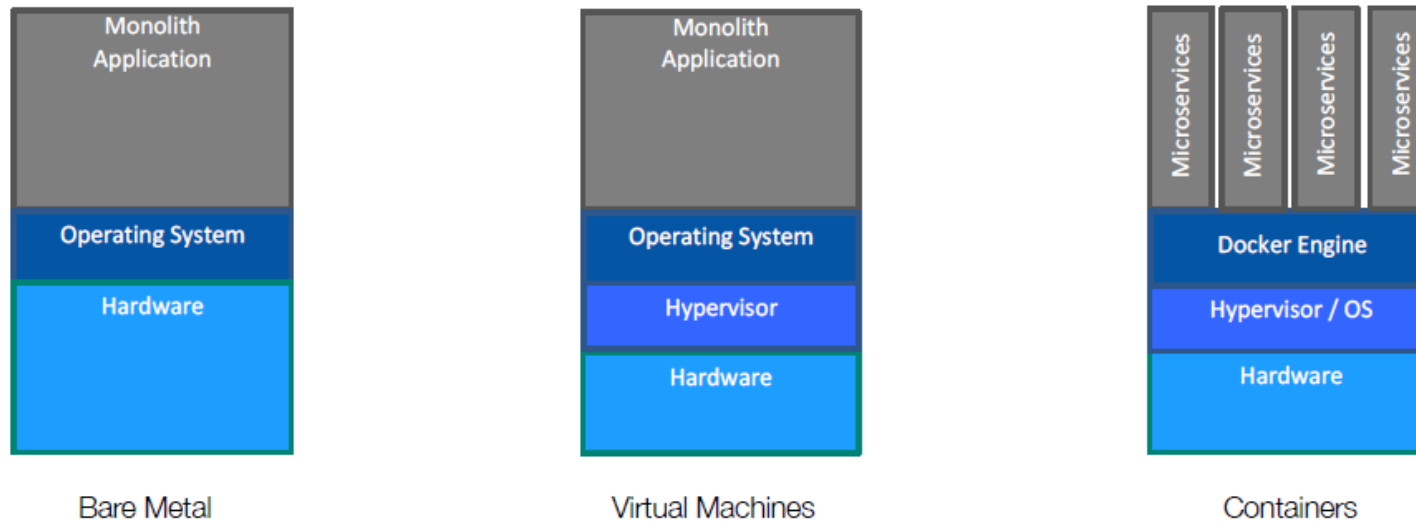 Monolith
Application
Operating System
Hardware
Bare Metal
Monolith
Application
Operating System
Hypervisor
Hardware
Virtual Machines
Microservices
Microservices
Microservices
Microservices
Docker Engine
Hypervisor / OS
Hardware
Containers